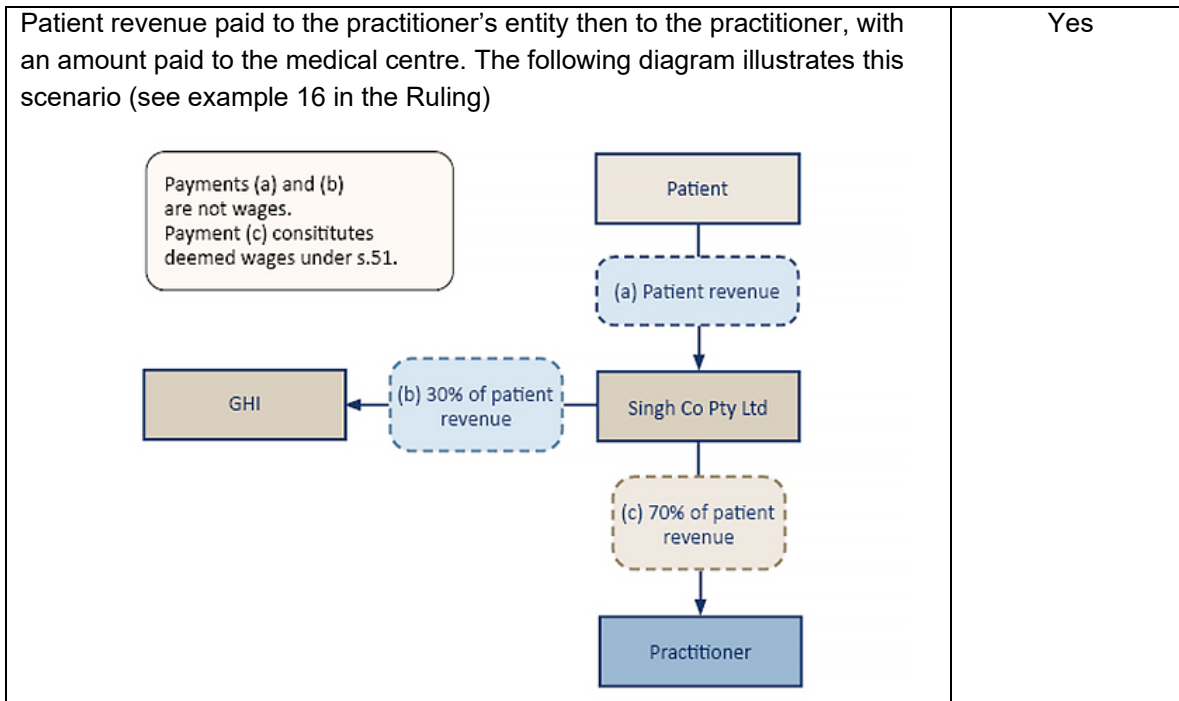 Patient revenue paid to the practitioner’s entity then to the practitioner, with
an amount paid to the medical centre. The following diagram illustrates this
scenario (see example 16 in the Ruling)
Yes
Payments (a) and (b)
are not wages.
Payment (c) consititutes
deemed wages under s.51.
Patient
(a) Patient revenue
GHI
(b) 30% of patient
revenue
Singh Co Pty Ltd
(c) 70% of patient
revenue
Practitioner